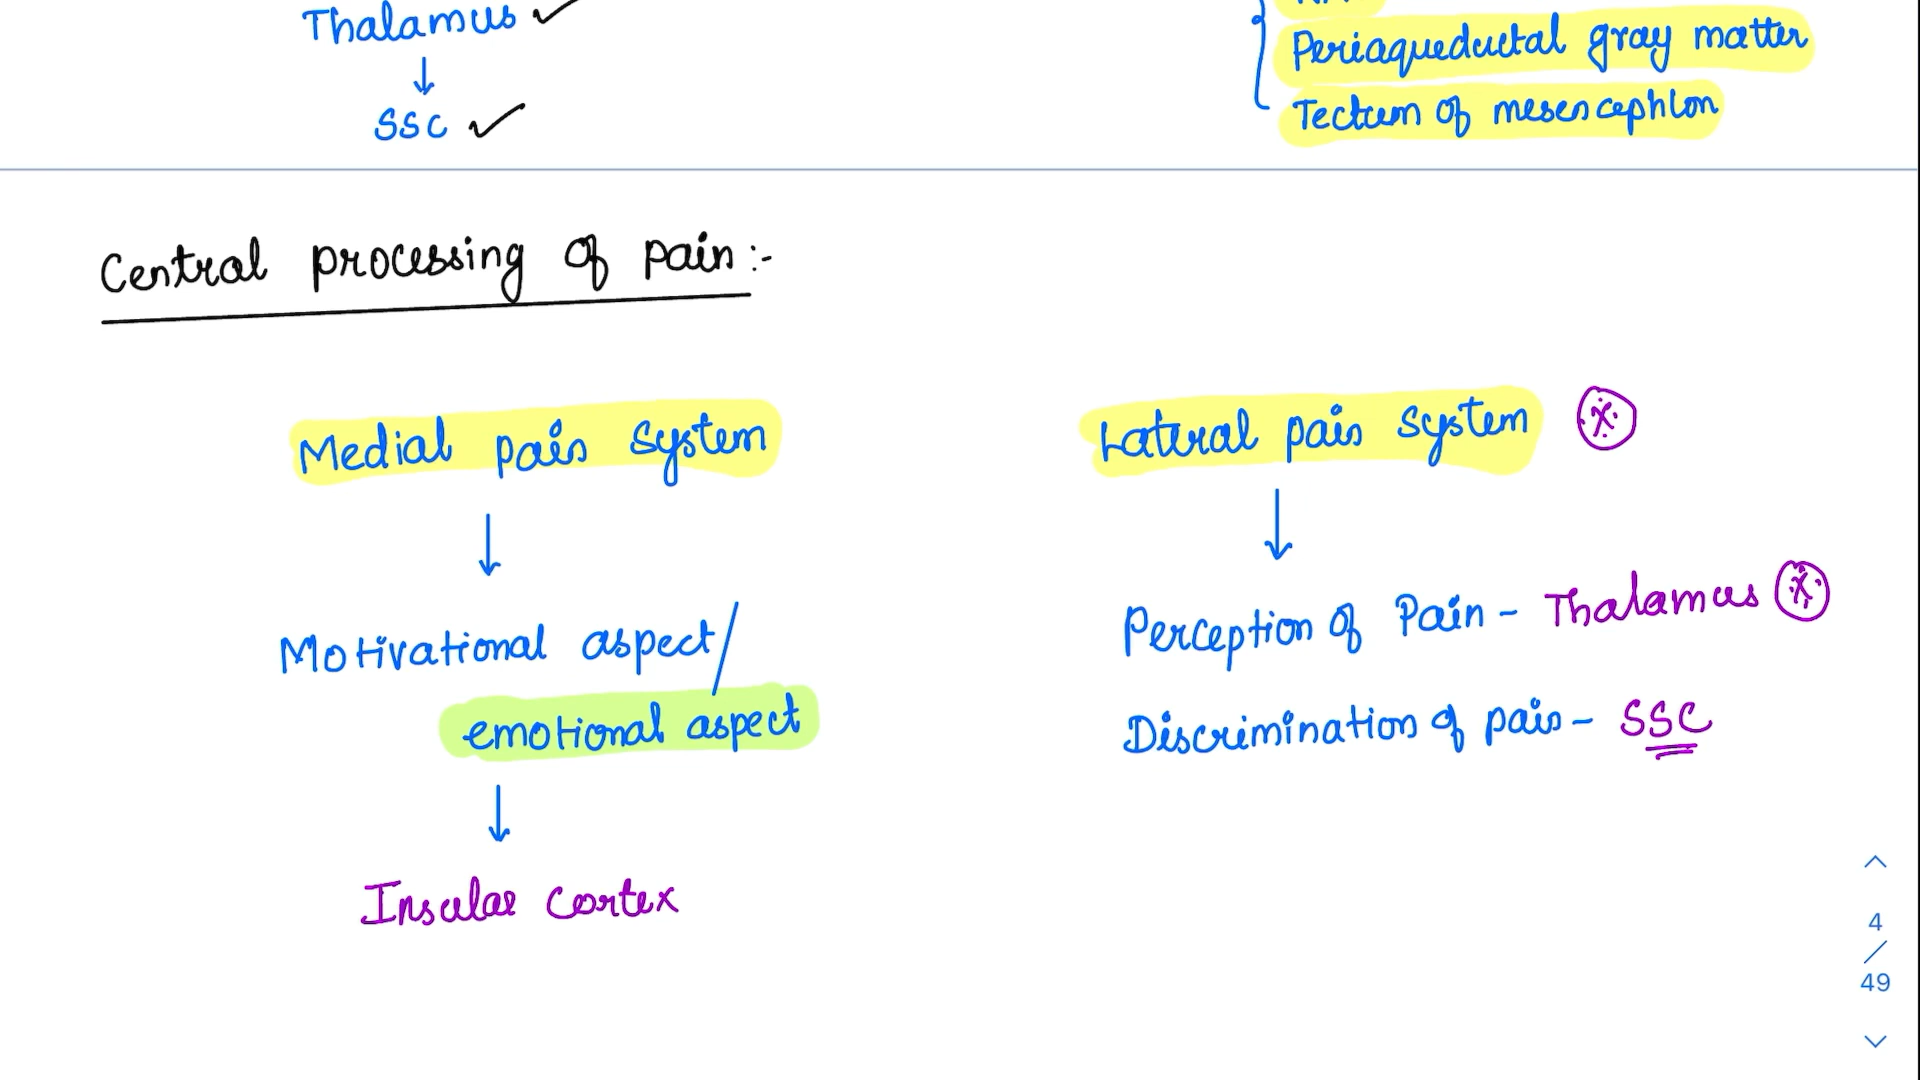 Thalamus
↓
SSC
Periaqueductal gray matter
Tectum of mesencephlon
Central processing of pain :-
Medial pain system
↓
Motivational aspect/
emotional aspect
↓
Insular cortex
Lateral pain system
↓
Perception of Pain - Thalamus
Discrimination of pain - SSC
4
/
49